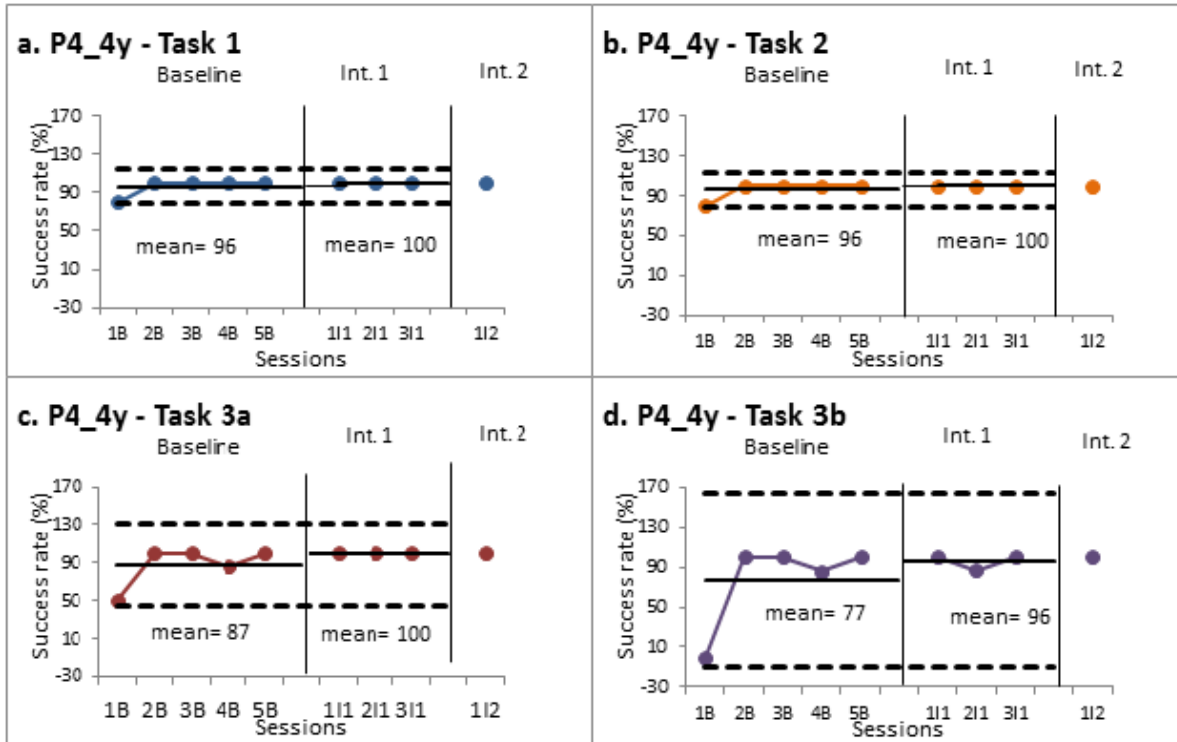 a. P4_4y - Task 1
Baseline Int. 1 Int. 2
Success rate (%)
170
130
90
50
10
-30
mean= 96 mean= 100
1B 2B 3B 4B 5B 1I1 2I1 3I1 1I2
Sessions
b. P4_4y - Task 2
Baseline Int. 1 Int. 2
Success rate (%)
170
130
90
50
10
-30
mean= 96 mean= 100
1B 2B 3B 4B 5B 1I1 2I1 3I1 1I2
Sessions
c. P4_4y - Task 3a
Baseline Int. 1 Int. 2
Success rate (%)
170
130
90
50
10
-30
mean= 87 mean= 100
1B 2B 3B 4B 5B 1I1 2I1 3I1 1I2
Sessions
d. P4_4y - Task 3b
Baseline Int. 1 Int. 2
Success rate (%)
170
130
90
50
10
-30
mean= 77 mean= 96
1B 2B 3B 4B 5B 1I1 2I1 3I1 1I2
Sessions